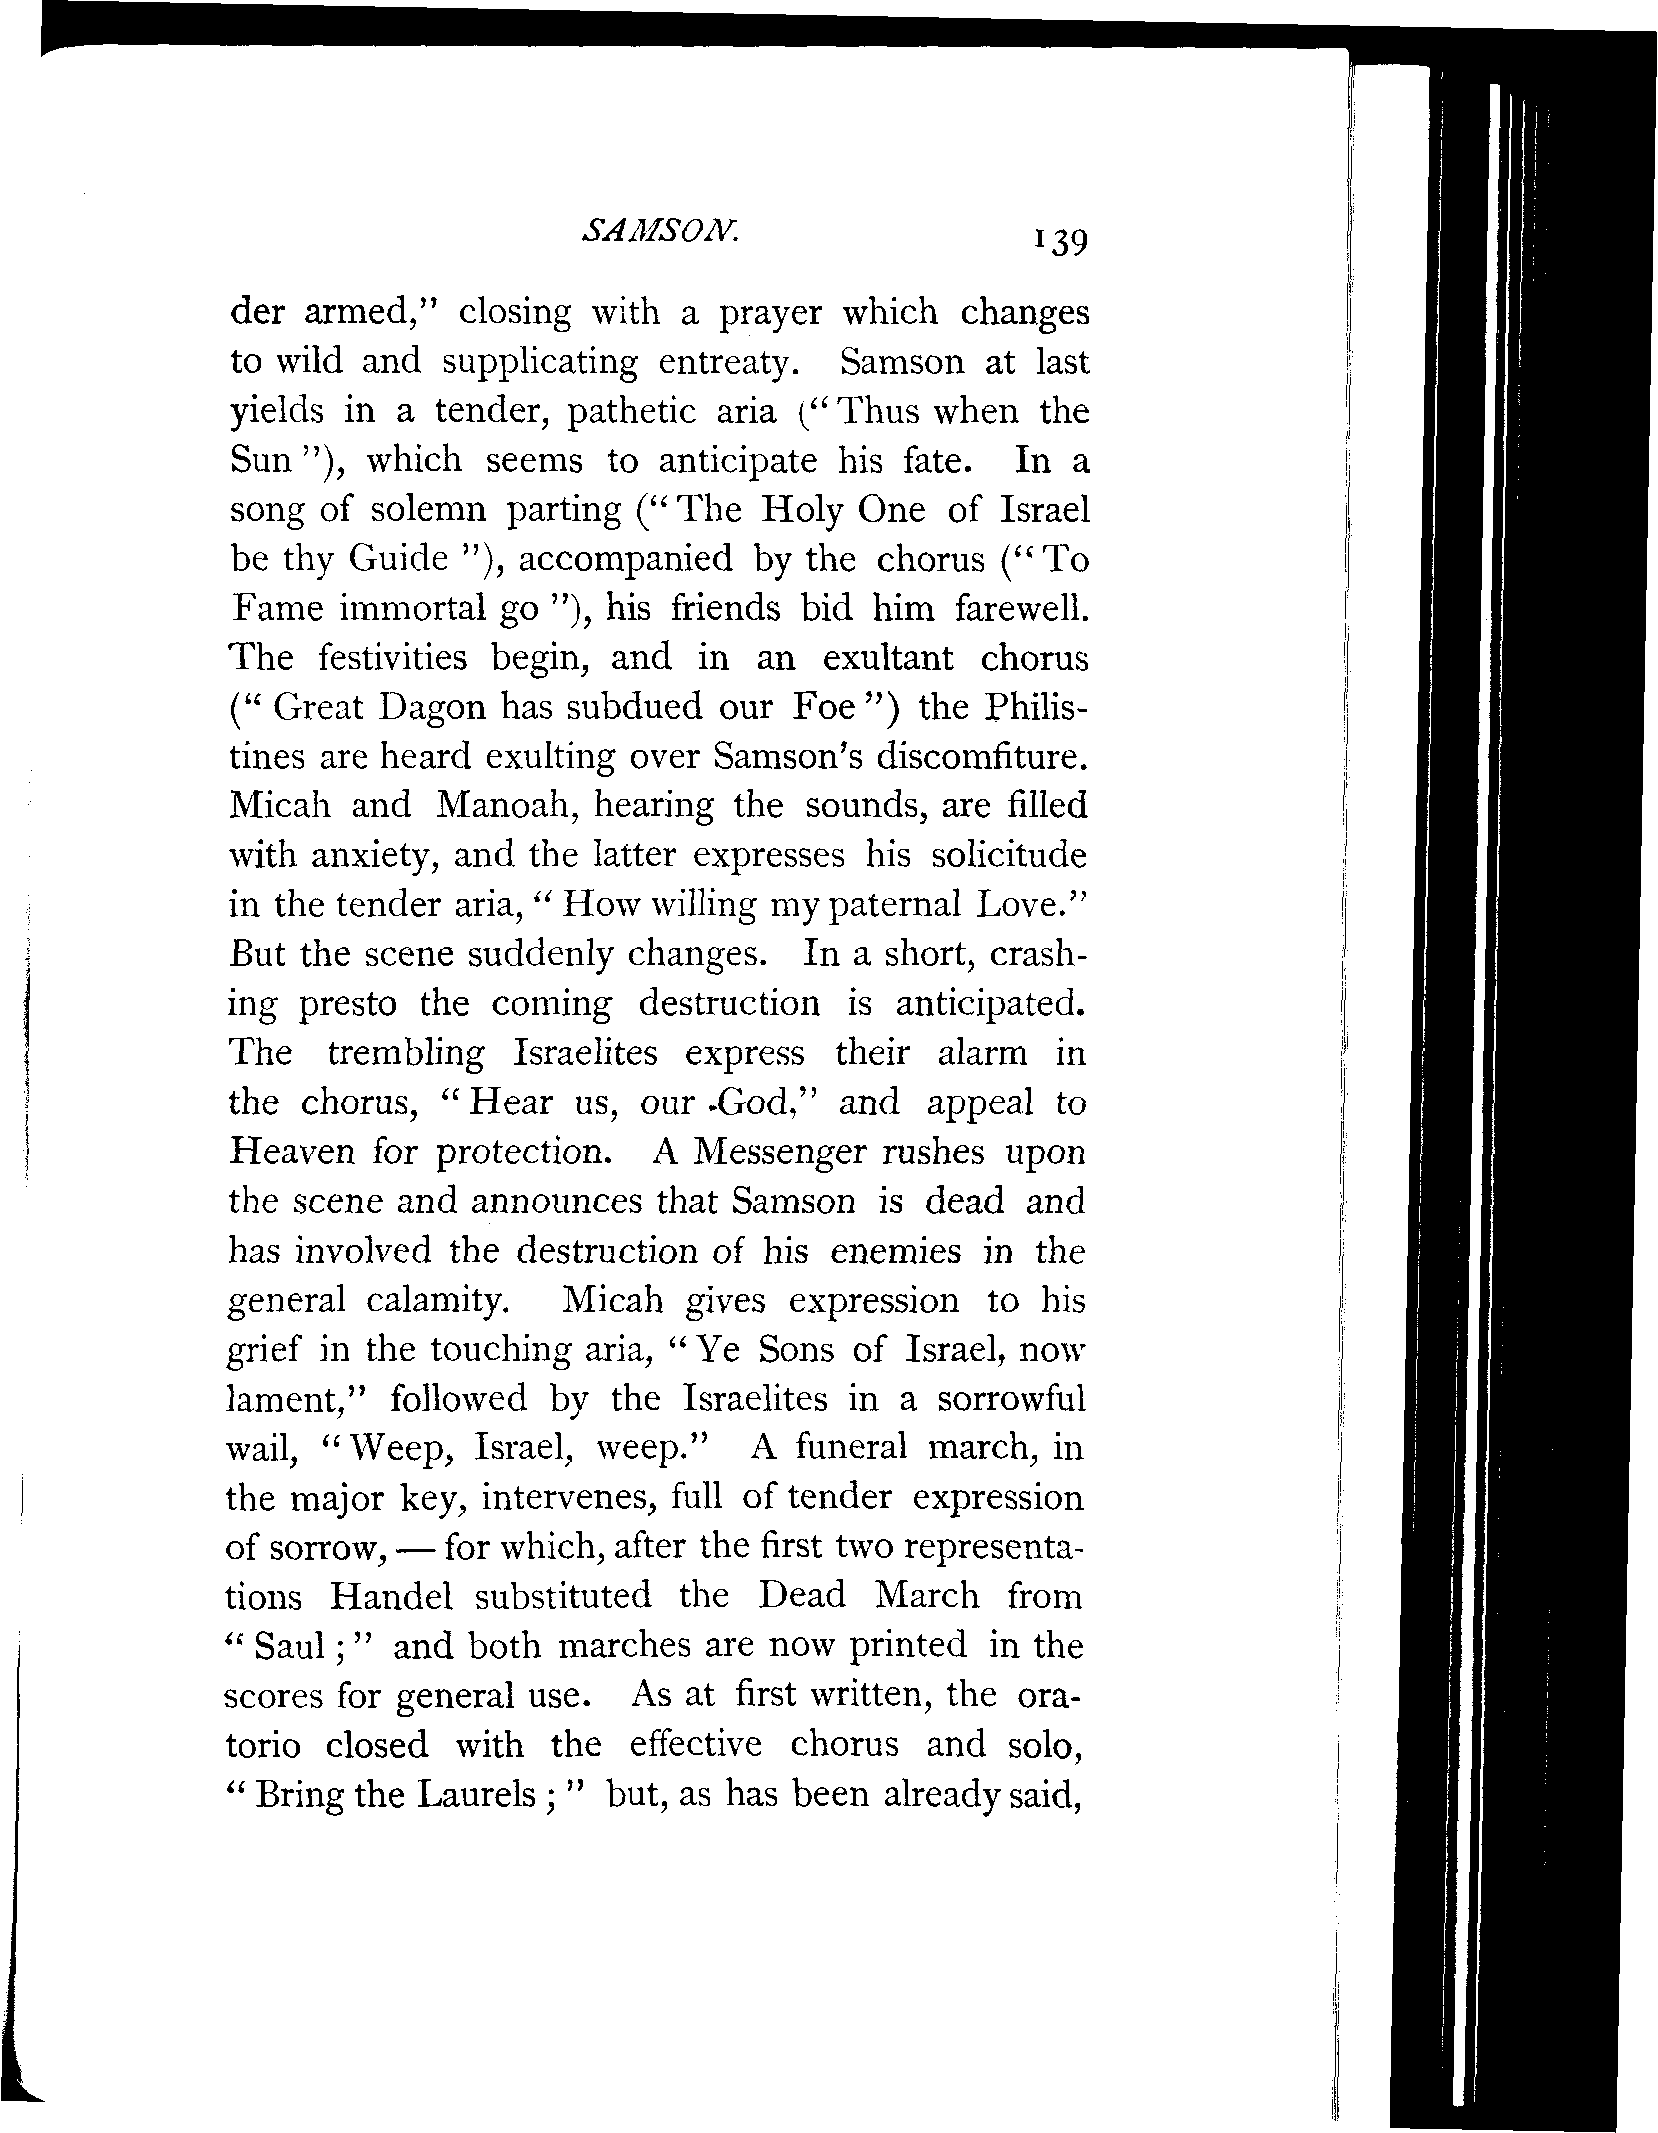 SAMSON. 139
der armed," closing with a prayer which changes
to wild and supplicating entreaty. Samson at last
yields in a tender, pathetic aria ("Thus when the
Sun"), which seems to anticipate his fate. In a
song of solemn parting ("The Holy One of Israel
be thy Guide"), accompanied by the chorus ("To
Fame immortal go"), his friends bid him farewell.
The festivities begin, and in an exultant chorus
("Great Dagon has subdued our Foe") the Philis-
tines are heard exulting over Samson's discomfiture.
Micah and Manoah, hearing the sounds, are filled
with anxiety, and the latter expresses his solicitude
in the tender aria, "How willing my paternal Love."
But the scene suddenly changes. In a short, crash-
ing presto the coming destruction is anticipated.
The trembling Israelites express their alarm in
the chorus, "Hear us, our God," and appeal to
Heaven for protection. A Messenger rushes upon
the scene and announces that Samson is dead and
has involved the destruction of his enemies in the
general calamity. Micah gives expression to his
grief in the touching aria, "Ye Sons of Israel, now
lament," followed by the Israelites in a sorrowful
wail, "Weep, Israel, weep." A funeral march, in
the major key, intervenes, full of tender expression
of sorrow, — for which, after the first two representa-
tions Handel substituted the Dead March from
"Saul;" and both marches are now printed in the
scores for general use. As at first written, the ora-
torio closed with the effective chorus and solo,
"Bring the Laurels;" but, as has been already said,